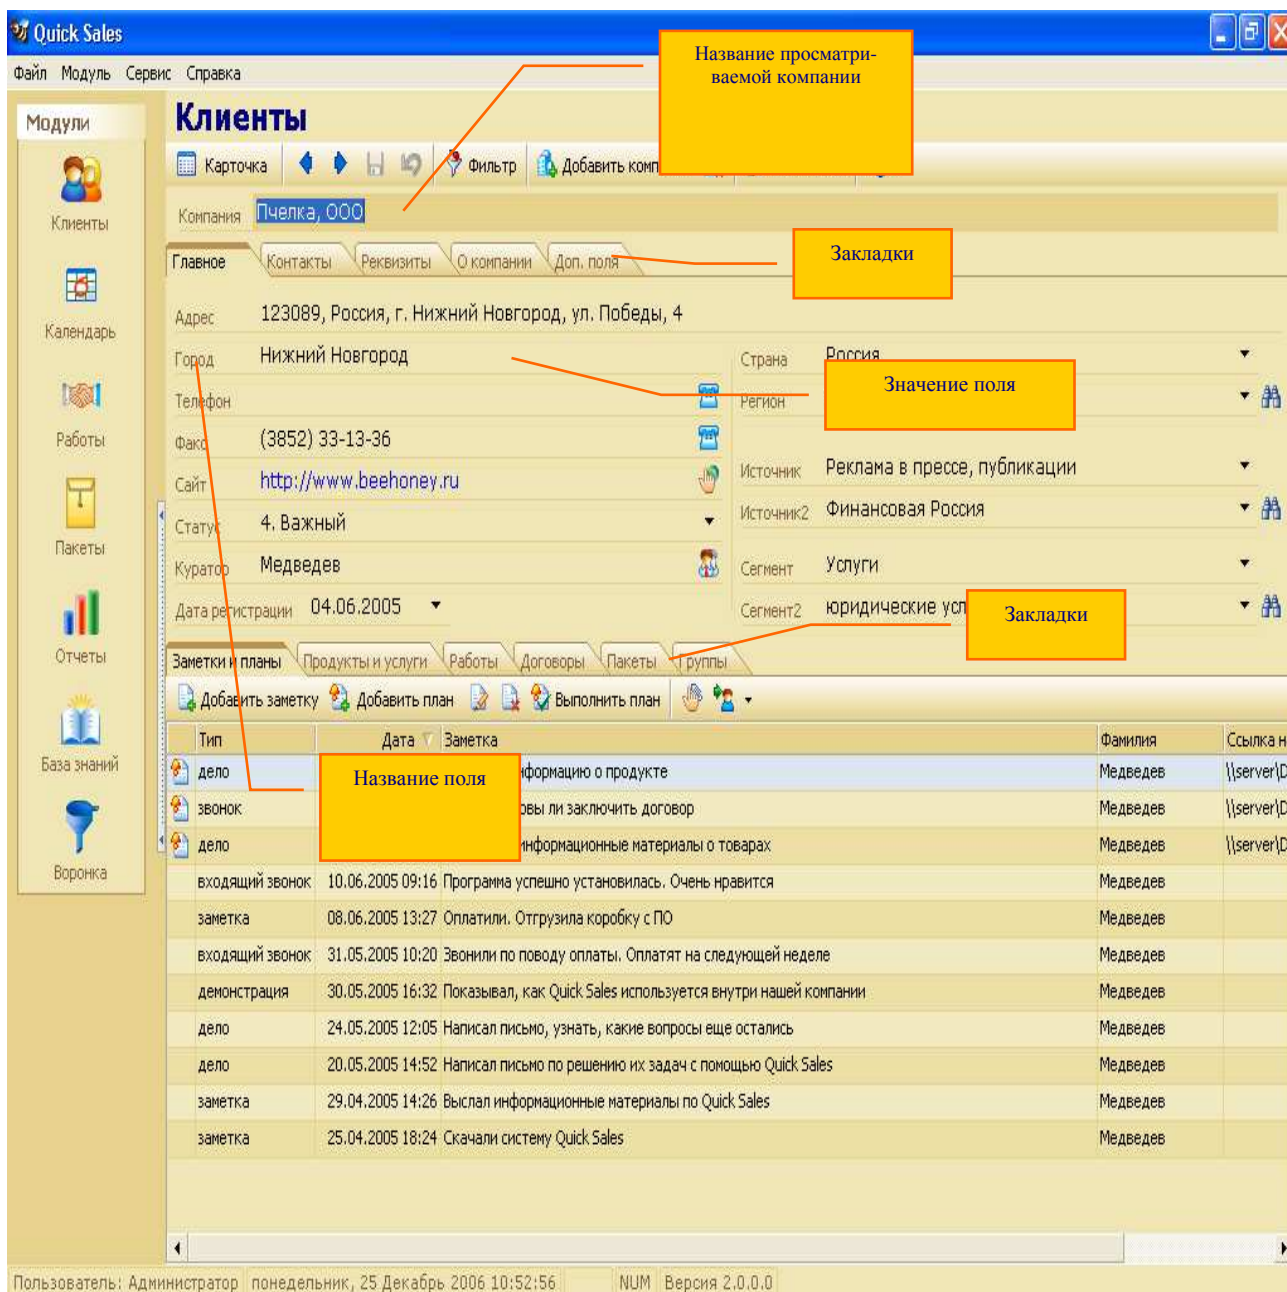 Quick Sales
Файл Модуль Сервис Справка
Название просматри-
ваемой компании
Модули
Клиенты
Календарь
Работы
Пакеты
Отчеты
База знаний
Воронка
Клиенты
Карточка Фильтр Добавить комп
Компания Пчелка, ООО
Закладки
Главное Контакты Реквизиты О компании Доп. поля
Адрес 123089, Россия, г. Нижний Новгород, ул. Победы, 4
Город Нижний Новгород Страна Россия
Значение поля
Телефон Регион
Факс (3852) 33-13-36
Сайт http://www.beehoney.ru Источник Реклама в прессе, публикации
Статус 4. Важный Источник2 Финансовая Россия
Куратор Медведев Сегмент Услуги
Дата регистрации 04.06.2005 Сегмент2 юридические усл
Закладки
Заметки и планы Продукты и услуги Работы Договоры Пакеты Группы
Добавить заметку Добавить план Выполнить план
Тип Дата Заметка Фамилия Ссылка н
Название поля
дело формацию о продукте Медведев \\server\D
звонок овы ли заключить договор Медведев \\server\D
дело информационные материалы о товарах Медведев \\server\D
входящий звонок 10.06.2005 09:16 Программа успешно установилась. Очень нравится Медведев
заметка 08.06.2005 13:27 Оплатили. Отгрузила коробку с ПО Медведев
входящий звонок 31.05.2005 10:20 Звонили по поводу оплаты. Оплатят на следующей неделе Медведев
демонстрация 30.05.2005 16:32 Показывал, как Quick Sales используется внутри нашей компании Медведев
дело 24.05.2005 12:05 Написал письмо, узнать, какие вопросы еще остались Медведев
дело 20.05.2005 14:52 Написал письмо по решению их задач с помощью Quick Sales Медведев
заметка 29.04.2005 14:26 Выслал информационные материалы по Quick Sales Медведев
заметка 25.04.2005 18:24 Скачали систему Quick Sales Медведев
Пользователь: Администратор понедельник, 25 Декабрь 2006 10:52:56 NUM Версия 2.0.0.0